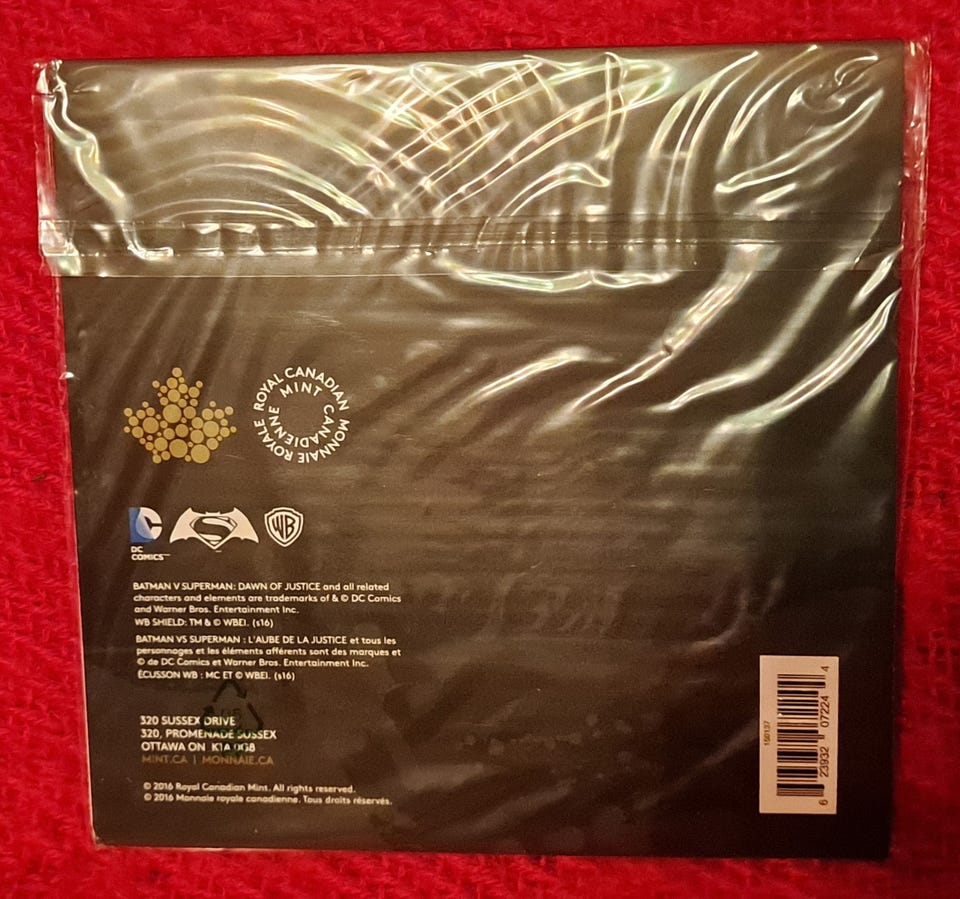 ROYAL CANADIAN MINT
MONNAIE ROYALE CANADIENNE
DC
COMICS™
WB
BATMAN V SUPERMAN: DAWN OF JUSTICE and all related
characters and elements are trademarks of & © DC Comics
and Warner Bros. Entertainment Inc.
WB SHIELD: TM & © WBEI. (s16)
BATMAN VS SUPERMAN : L'AUBE DE LA JUSTICE et tous les
personnages et les éléments afférents sont des marques et
© de DC Comics et Warner Bros. Entertainment Inc.
ÉCUSSON WB : MC ET © WBEI. (s16)
320 SUSSEX DRIVE
320, PROMENADE SUSSEX
OTTAWA ON K1A 0G8
MINT.CA | MONNAIE.CA
© 2016 Royal Canadian Mint. All rights reserved.
© 2016 Monnaie royale canadienne. Tous droits réservés.
150137
6 23932 07224 4